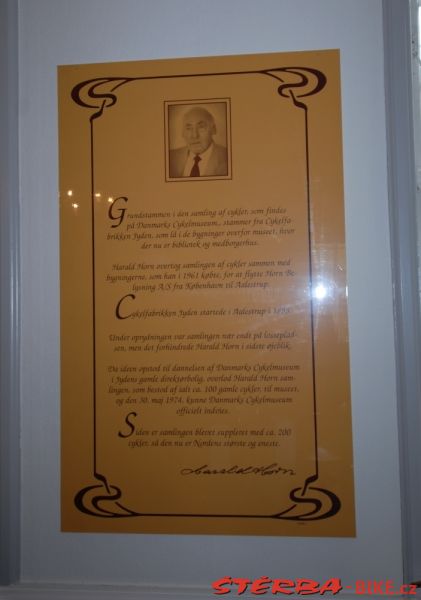 Grundstammen i den samling af cykler, som findes
på Danmarks Cykelmuseum., stammer fra Cykelfa
brikken Jyden, som lå i de bygninger overfor museet, hvor
der nu er bibliotek og medborgerhus.
Harald Horn overtog samlingen af cykler sammen med
bygningerne, som han i 1961 købte, for at flytte Horn Be-
lysning A/S fra København til Aalestrup.
Cykelfabrikken Jyden startede i Aalestrup i
Under oprydningen var samlingen nær endt på lossepladsen
sen, men det forhindrede Harald Horn i sidste øjeblik.
Da ideen opstod til dannelsen af Danmarks Cykelmuseum
i Jydens gamle direktørbolig, overlod Harald Horn sam-
lingen, som bestod af talt ca. 100 gamle cykler, til museet,
og den 30. maj 1974, kunne Danmarks Cykelmuseum
officielt indvies.
Siden er samlingen blevet suppleret med ca. 200
cykler, så den nu er Nordens største og eneste.
Harald Horn
ŠTĚRBA-BIKE.cz